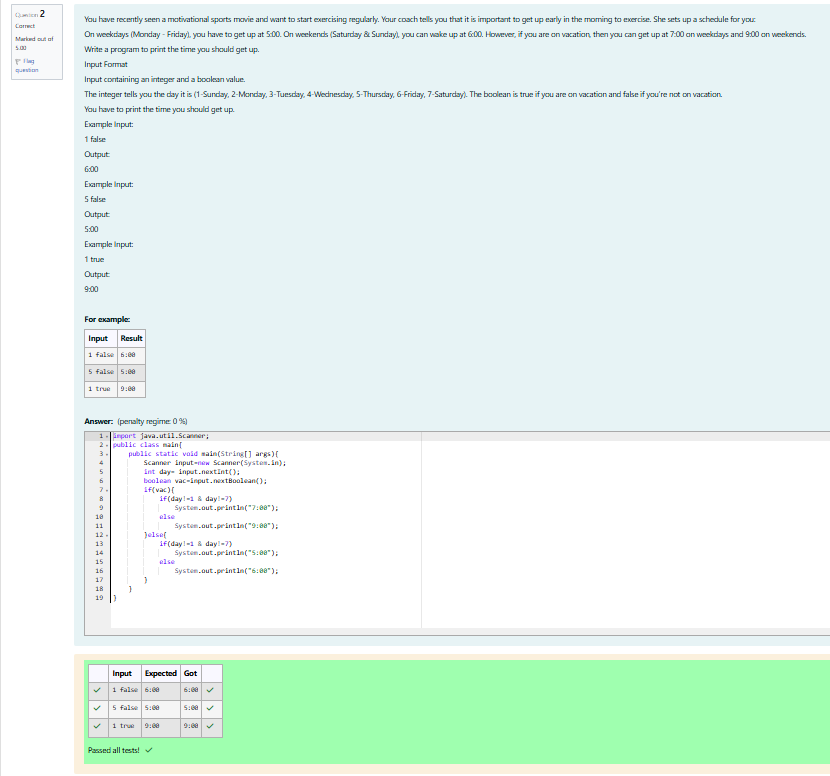 Question 2
Correct
Marked out of
5.00
Flag
question
You have recently seen a motivational sports movie and want to start exercising regularly. Your coach tells you that it is important to get up early in the morning to exercise. She sets up a schedule for you:
On weekdays (Monday - Friday), you have to get up at 5:00. On weekends (Saturday & Sunday), you can wake up at 6:00. However, if you are on vacation, then you can get up at 7:00 on weekdays and 9:00 on weekends.
Write a program to print the time you should get up.
Input Format
Input containing an integer and a boolean value.
The integer tells you the day it is (1-Sunday, 2-Monday, 3-Tuesday, 4-Wednesday, 5-Thursday, 6-Friday, 7-Saturday). The boolean is true if you are on vacation and false if you're not on vacation.
You have to print the time you should get up.
Example Input:
1 false
Output:
6:00
Example Input:
5 false
Output:
5:00
Example Input:
1 true
Output:
9:00
For example:
Input Result
1 false 6:00
5 false 5:00
1 true 9:00
Answer: (penalty regime: 0 %)
1 import java.util.Scanner;
2 public class main{
3 public static void main(String[] args){
4 Scanner input=new Scanner(System.in);
5 int day= input.nextInt();
6 boolean vac=input.nextBoolean();
7 if(vac){
8 if(day!=1 & day!=7)
9 System.out.println("7:00");
10 else
11 System.out.println("9:00");
12 }else{
13 if(day!=1 & day!=7)
14 System.out.println("5:00");
15 else
16 System.out.println("6:00");
17 }
18 }
19 }
Input Expected Got
1 false 6:00 6:00
5 false 5:00 5:00
1 true 9:00 9:00
Passed all tests!